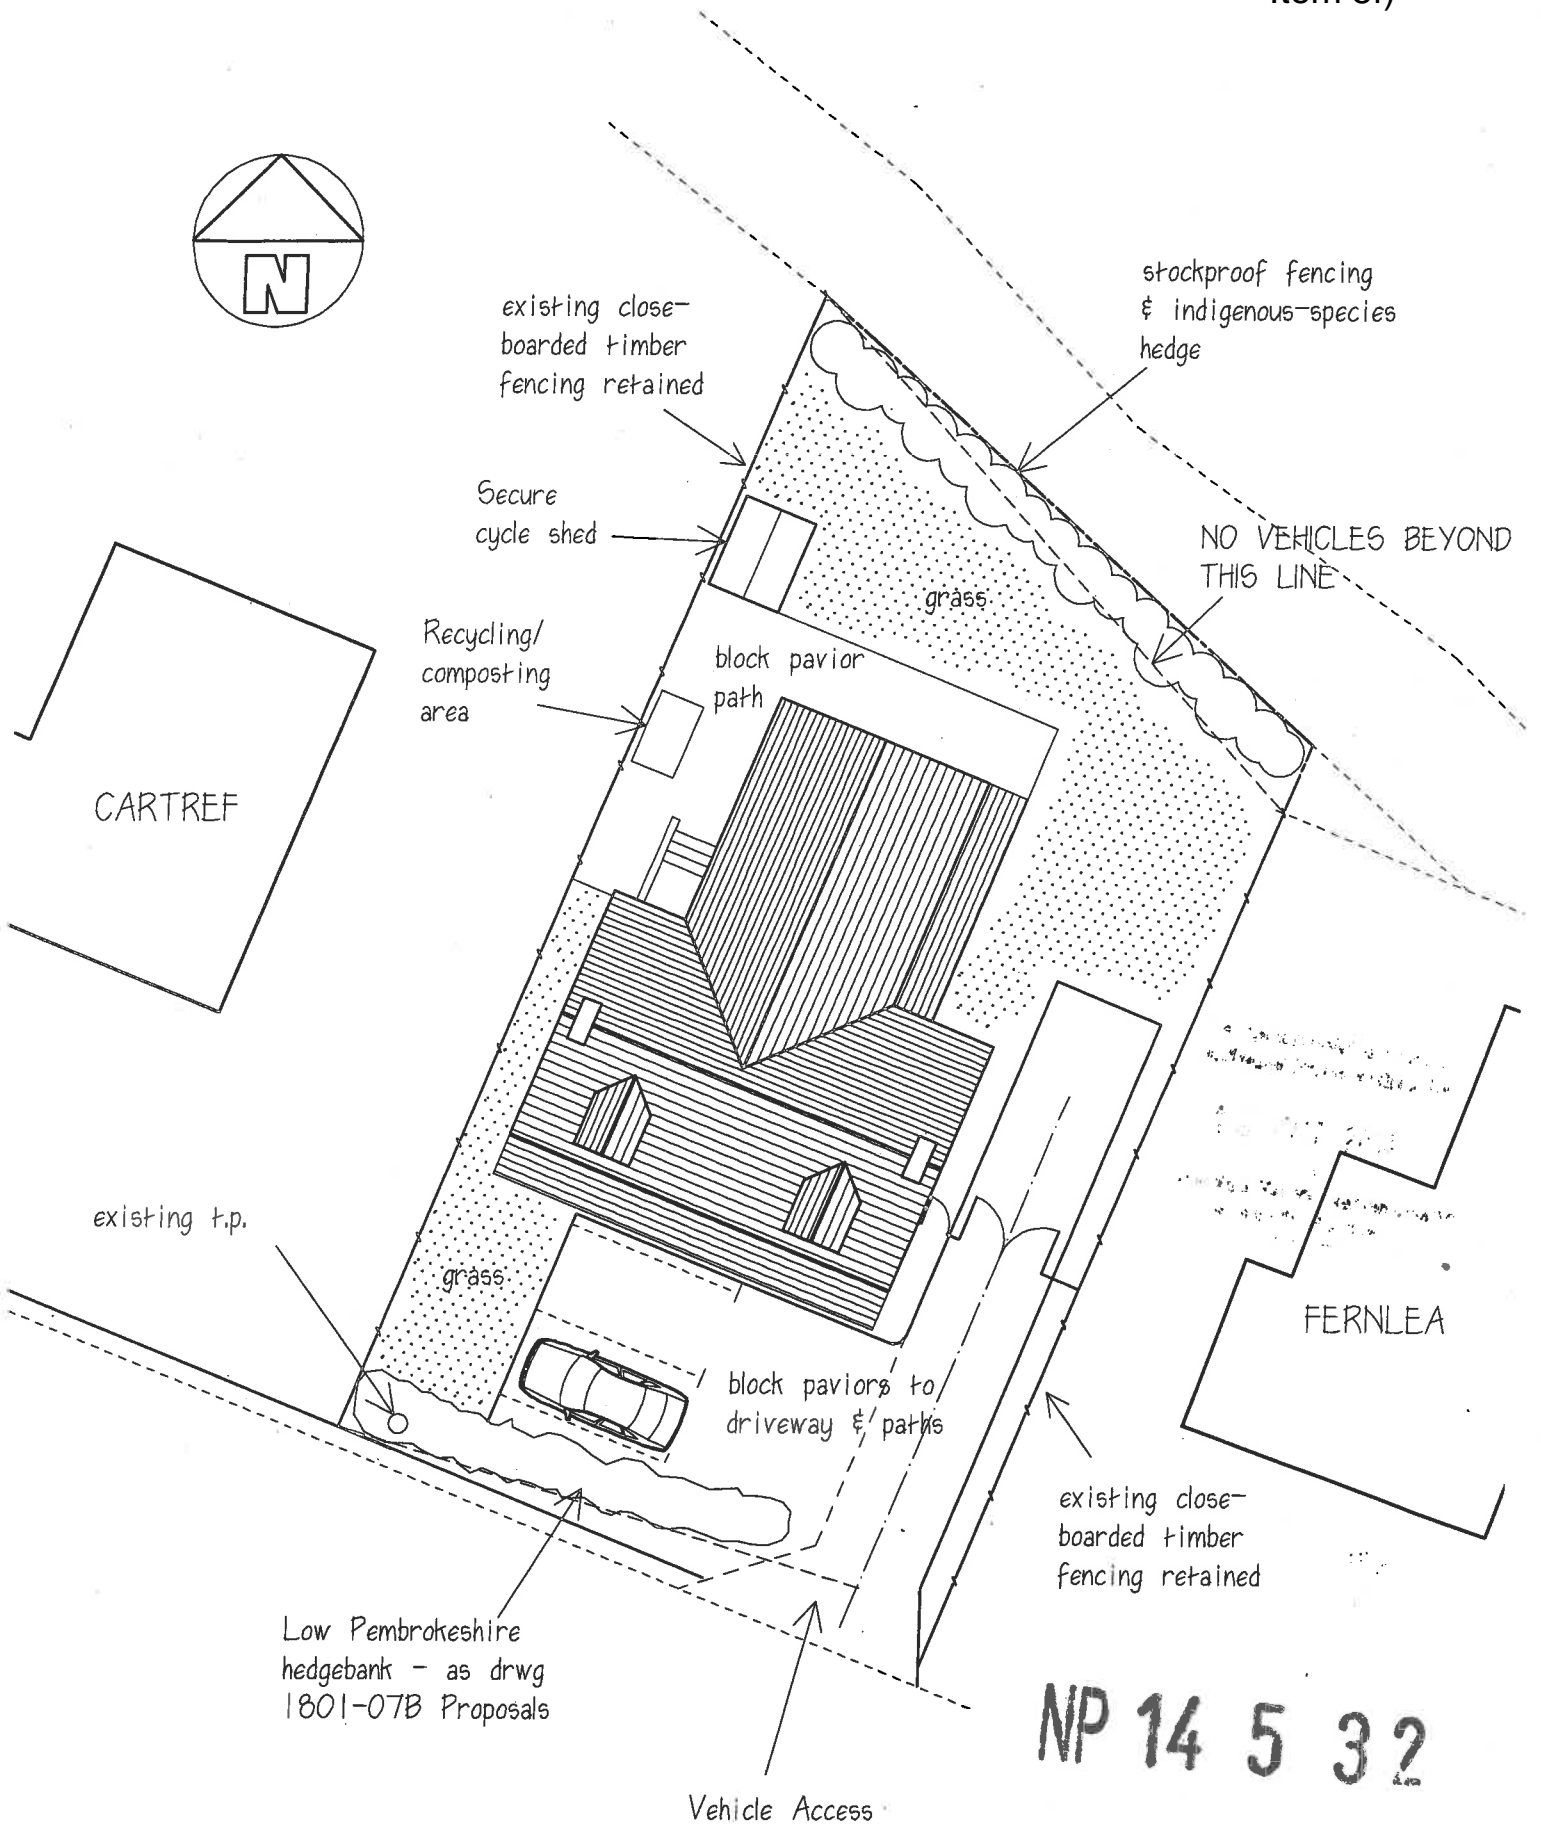 N
existing close-
boarded timber
fencing retained
stockproof fencing
& indigenous-species
hedge
Secure
cycle shed
NO VEHICLES BEYOND
THIS LINE
grass
Recycling/
composting
area
block pavior
path
CARTREF
existing t.p.
grass
FERNLEA
block paviors to
driveway & paths
existing close-
boarded timber
fencing retained
Low Pembrokeshire
hedgebank - as drwg
1801-07B Proposals
NP 14 5 32
Vehicle Access